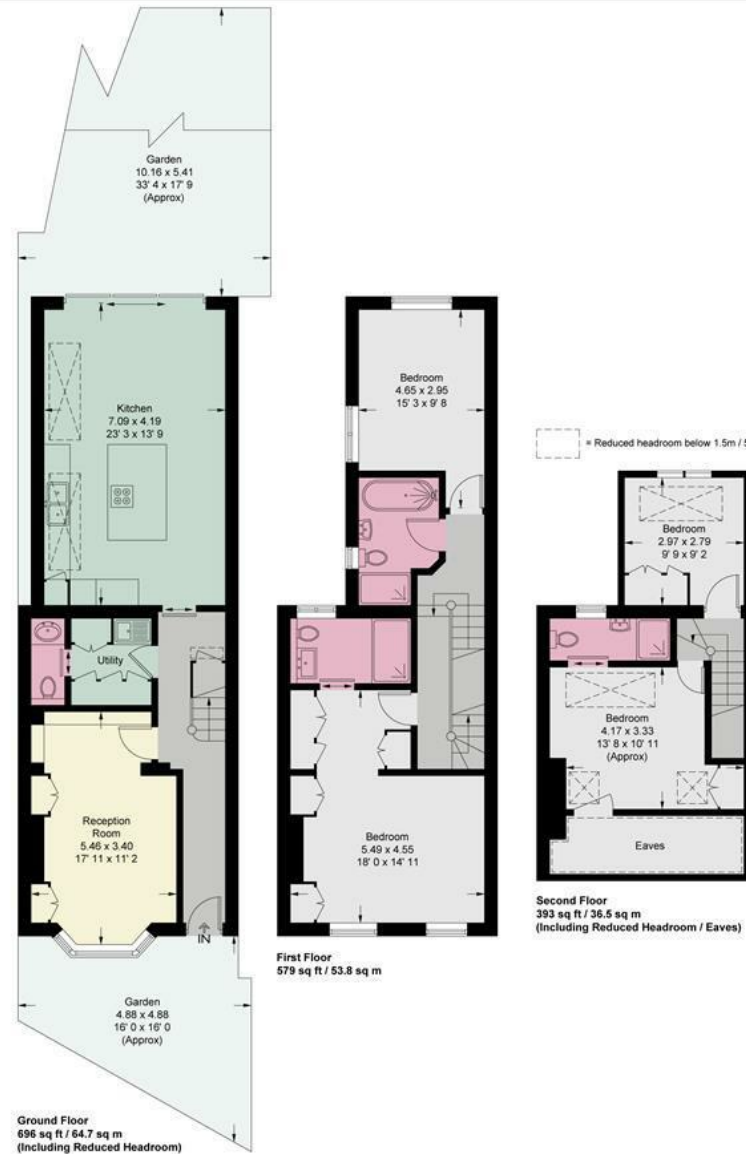 Garden
10.16 x 5.41
33' 4 x 17' 9
(Approx)
Kitchen
7.09 x 4.19
23' 3 x 13' 9
Utility
Reception
Room
5.46 x 3.40
17' 11 x 11' 2
IN
Garden
4.88 x 4.88
16' 0 x 16' 0
(Approx)
Ground Floor
696 sq ft / 64.7 sq m
(Including Reduced Headroom)
Bedroom
4.65 x 2.95
15' 3 x 9' 8
Bedroom
5.49 x 4.55
18' 0 x 14' 11
First Floor
579 sq ft / 53.8 sq m
= Reduced headroom below 1.5m / 5
Bedroom
2.97 x 2.79
9' 9 x 9' 2
Bedroom
4.17 x 3.33
13' 8 x 10' 11
(Approx)
Eaves
Second Floor
393 sq ft / 36.5 sq m
(Including Reduced Headroom / Eaves)